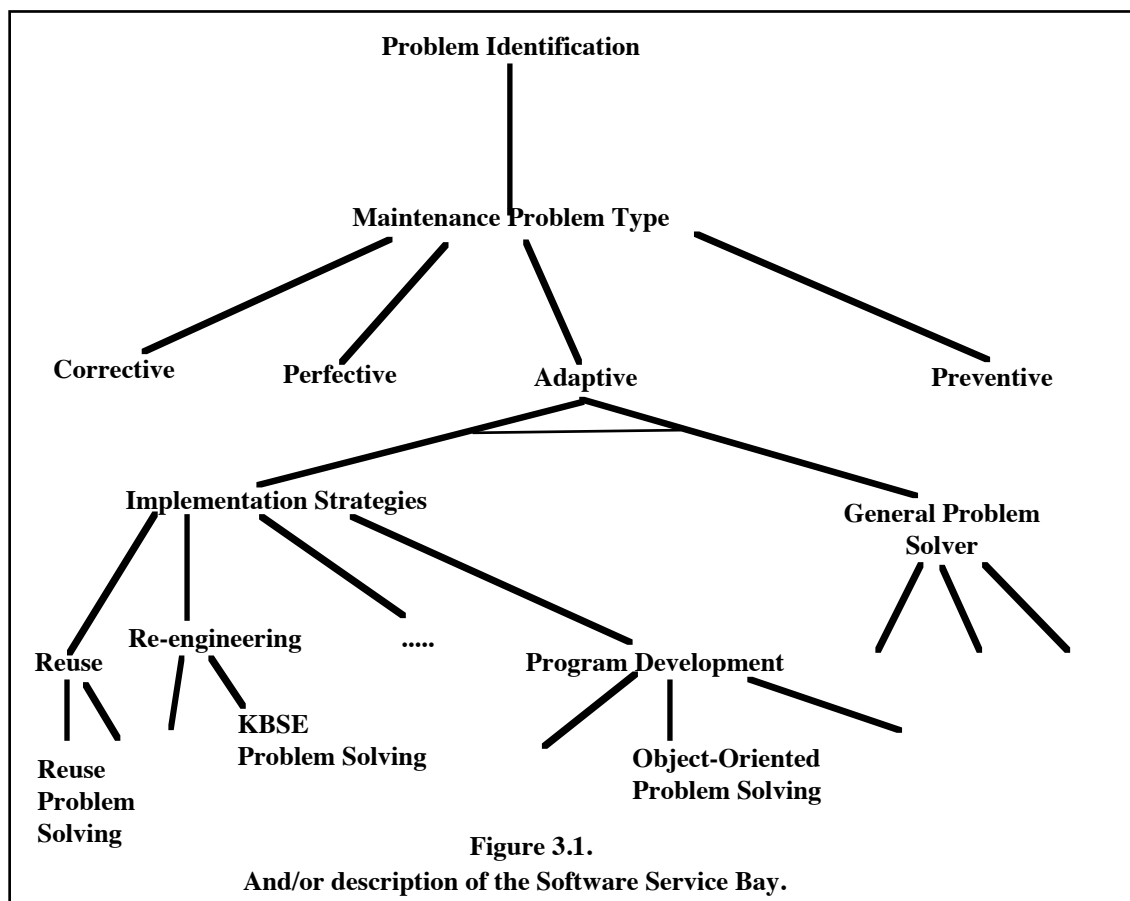 Problem Identification
Maintenance Problem Type
Corrective
Perfective
Adaptive
Preventive
Implementation Strategies
General Problem
Solver
Reuse
Re-engineering
.....
Program Development
KBSE
Problem Solving
Reuse
Problem
Solving
Object-Oriented
Problem Solving
Figure 3.1.
And/or description of the Software Service Bay.